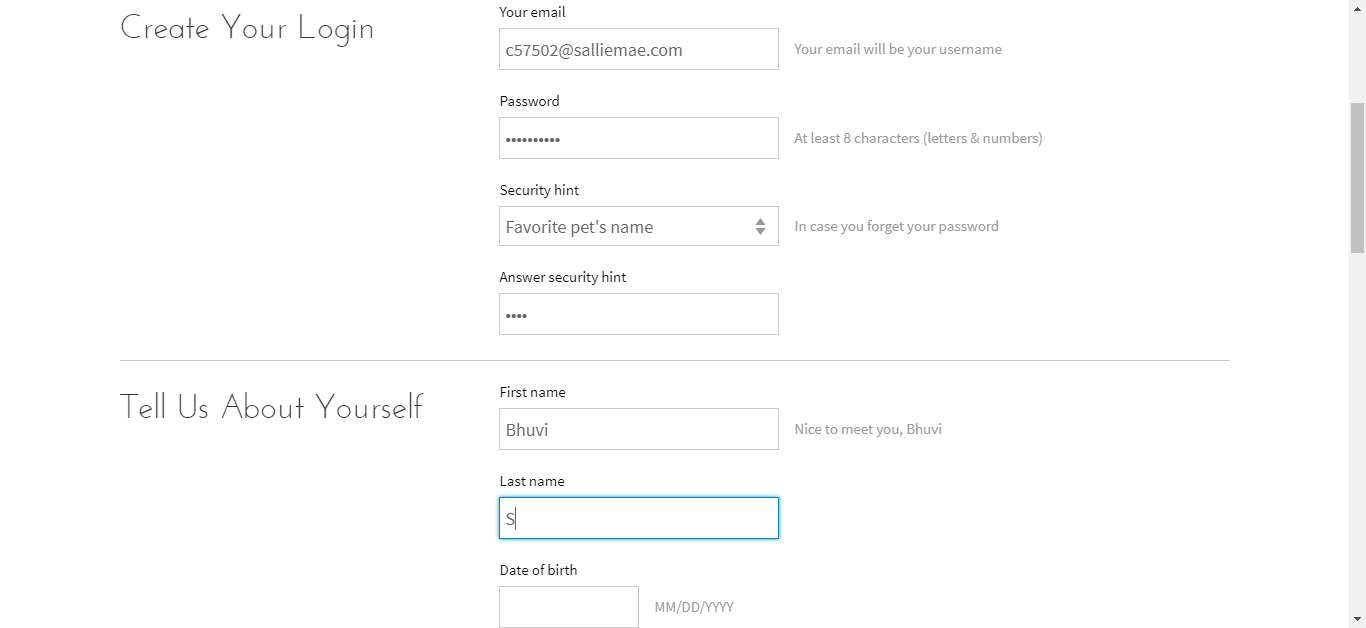 Create Your Login
Your email
c57502@salliemae.com
Your email will be your username
Password
••••••••••
At least 8 characters (letters & numbers)
Security hint
Favorite pet's name
In case you forget your password
Answer security hint
••••
Tell Us About Yourself
First name
Bhuvi
Nice to meet you, Bhuvi
Last name
S
Date of birth
MM/DD/YYYY